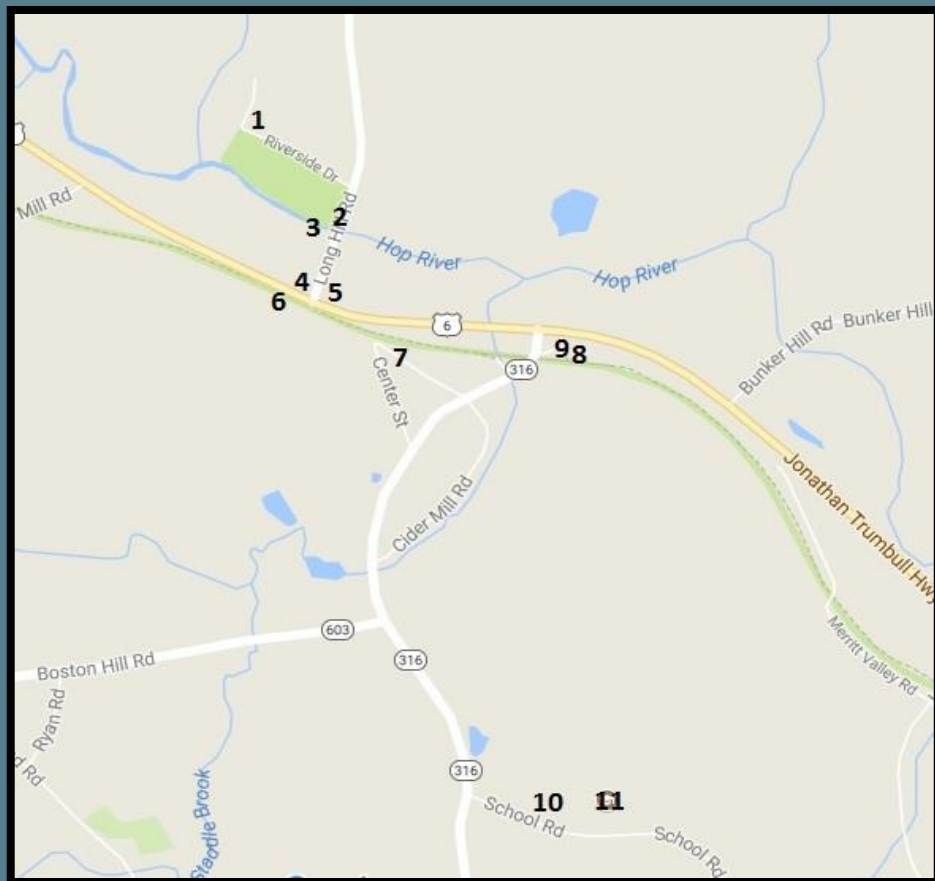 1
Riverside Dr
Mill Rd
2
3
Long Hill Rd
Hop River
Hop River
4
5
6
6
Bunker Hill Rd
Bunker Hill
9
8
7
316
Center St
Jonathan Trumbull Hwy
Cider Mill Rd
603
Merritt Valley Rd
316
Boston Hill Rd
Ryan Rd
d Rd
316
10
11
School Rd
School Rd
Staddle Brook